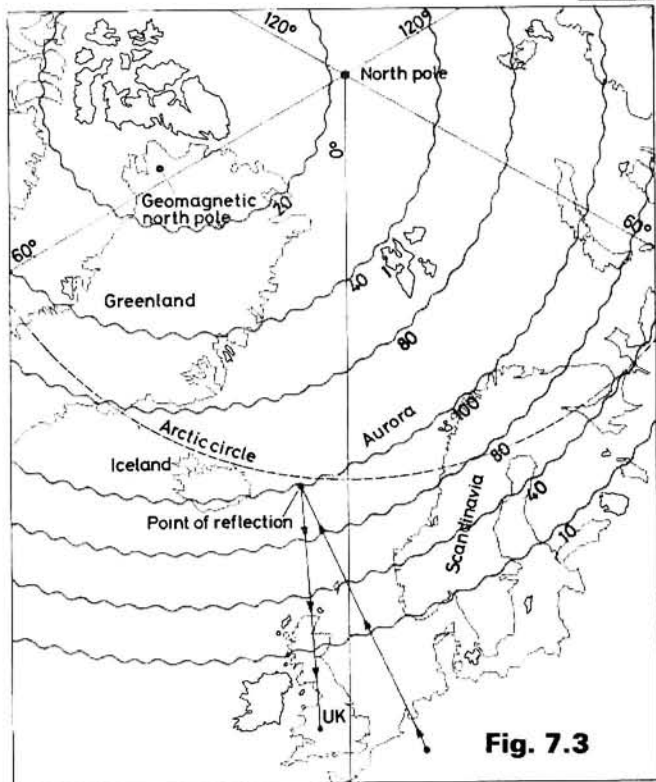 120°
120°
North pole
0°
Geomagnetic
north pole
20
60°
60°
Greenland
40
80
100
Aurora
Arctic circle
Iceland
80
Point of reflection
40
Scandinavia
10
UK
Fig. 7.3